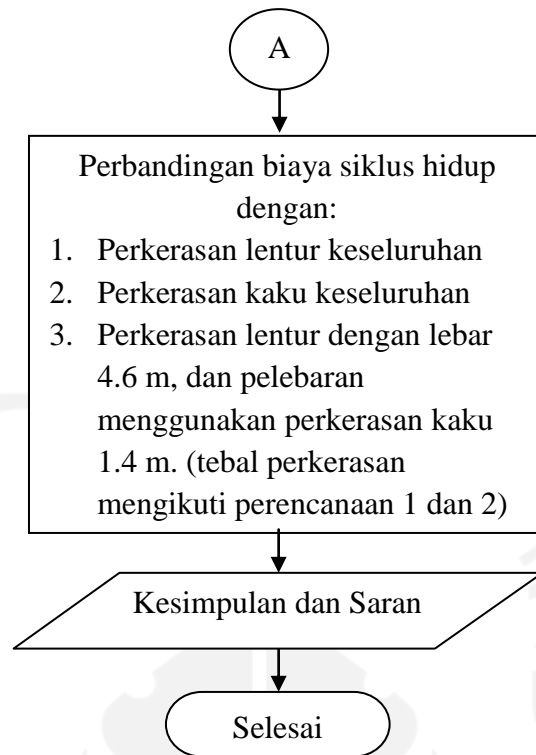 A
Perbandingan biaya siklus hidup
dengan:
1. Perkerasan lentur keseluruhan
2. Perkerasan kaku keseluruhan
3. Perkerasan lentur dengan lebar
4.6 m, dan pelebaran
menggunakan perkerasan kaku
1.4 m. (tebal perkerasan
mengikuti perencanaan 1 dan 2)
Kesimpulan dan Saran
Selesai